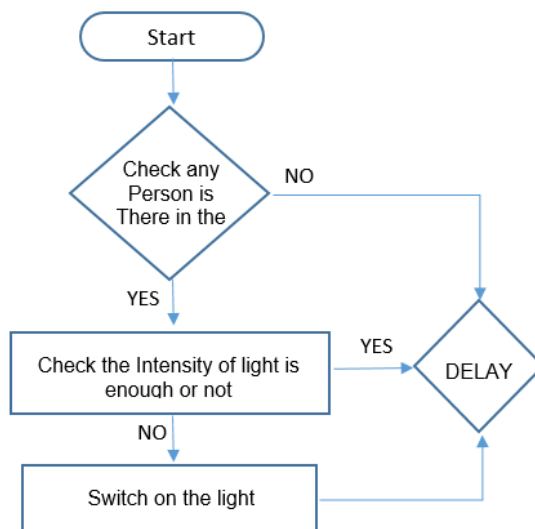 Start
Check any
Person is
There in the
NO
YES
Check the Intensity of light is
enough or not
YES
DELAY
NO
Switch on the light